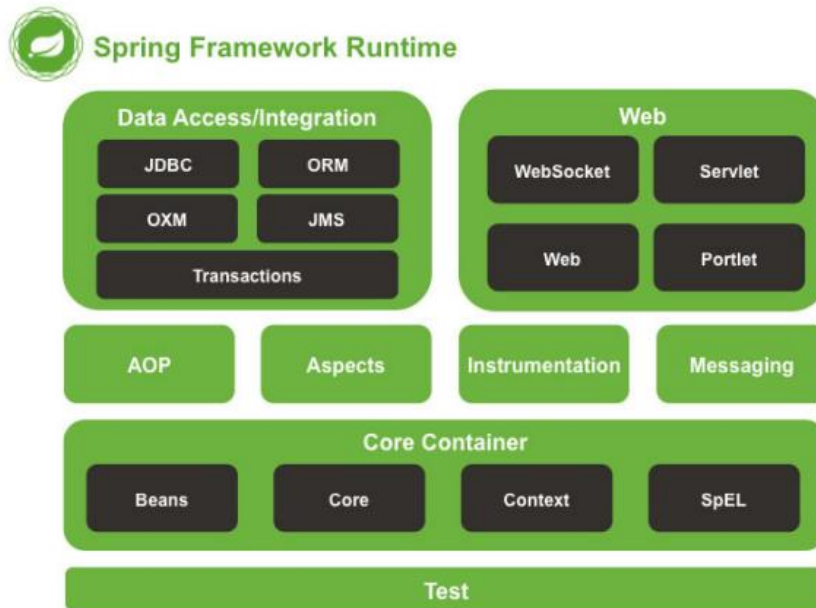 Spring Framework Runtime
Data Access/Integration
JDBC ORM
OXM JMS
Transactions
Web
WebSocket Servlet
Web Portlet
AOP Aspects Instrumentation Messaging
Core Container
Beans Core Context SpEL
Test